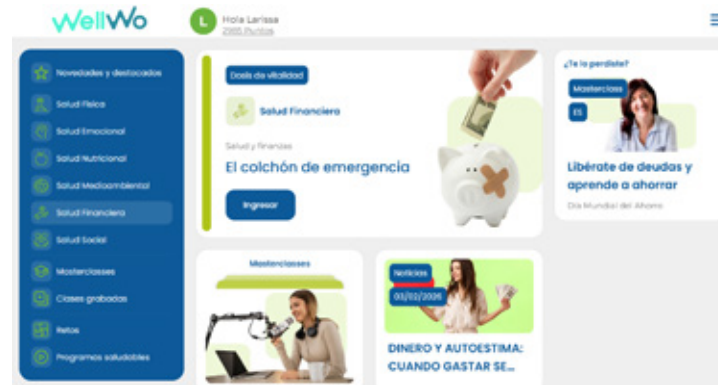 WellWo
L
Hola Larissa
2985 Puntos
Novedades y destacados
Salud Física
Salud Emocional
Salud Nutricional
Salud Medioambiental
Salud Financiera
Salud Social
Masterclasses
Clases grabadas
Retos
Programas saludables
Dosis de vitalidad
Salud Financiera
Salud y finanzas
El colchón de emergencia
Ingresar
¿Te lo perdiste?
Masterclass
ES
Libérate de deudas y
aprende a ahorrar
Día Mundial del Ahorro
Masterclasses
Noticias
03/02/2026
DINERO Y AUTOESTIMA:
CUANDO GASTAR SE...